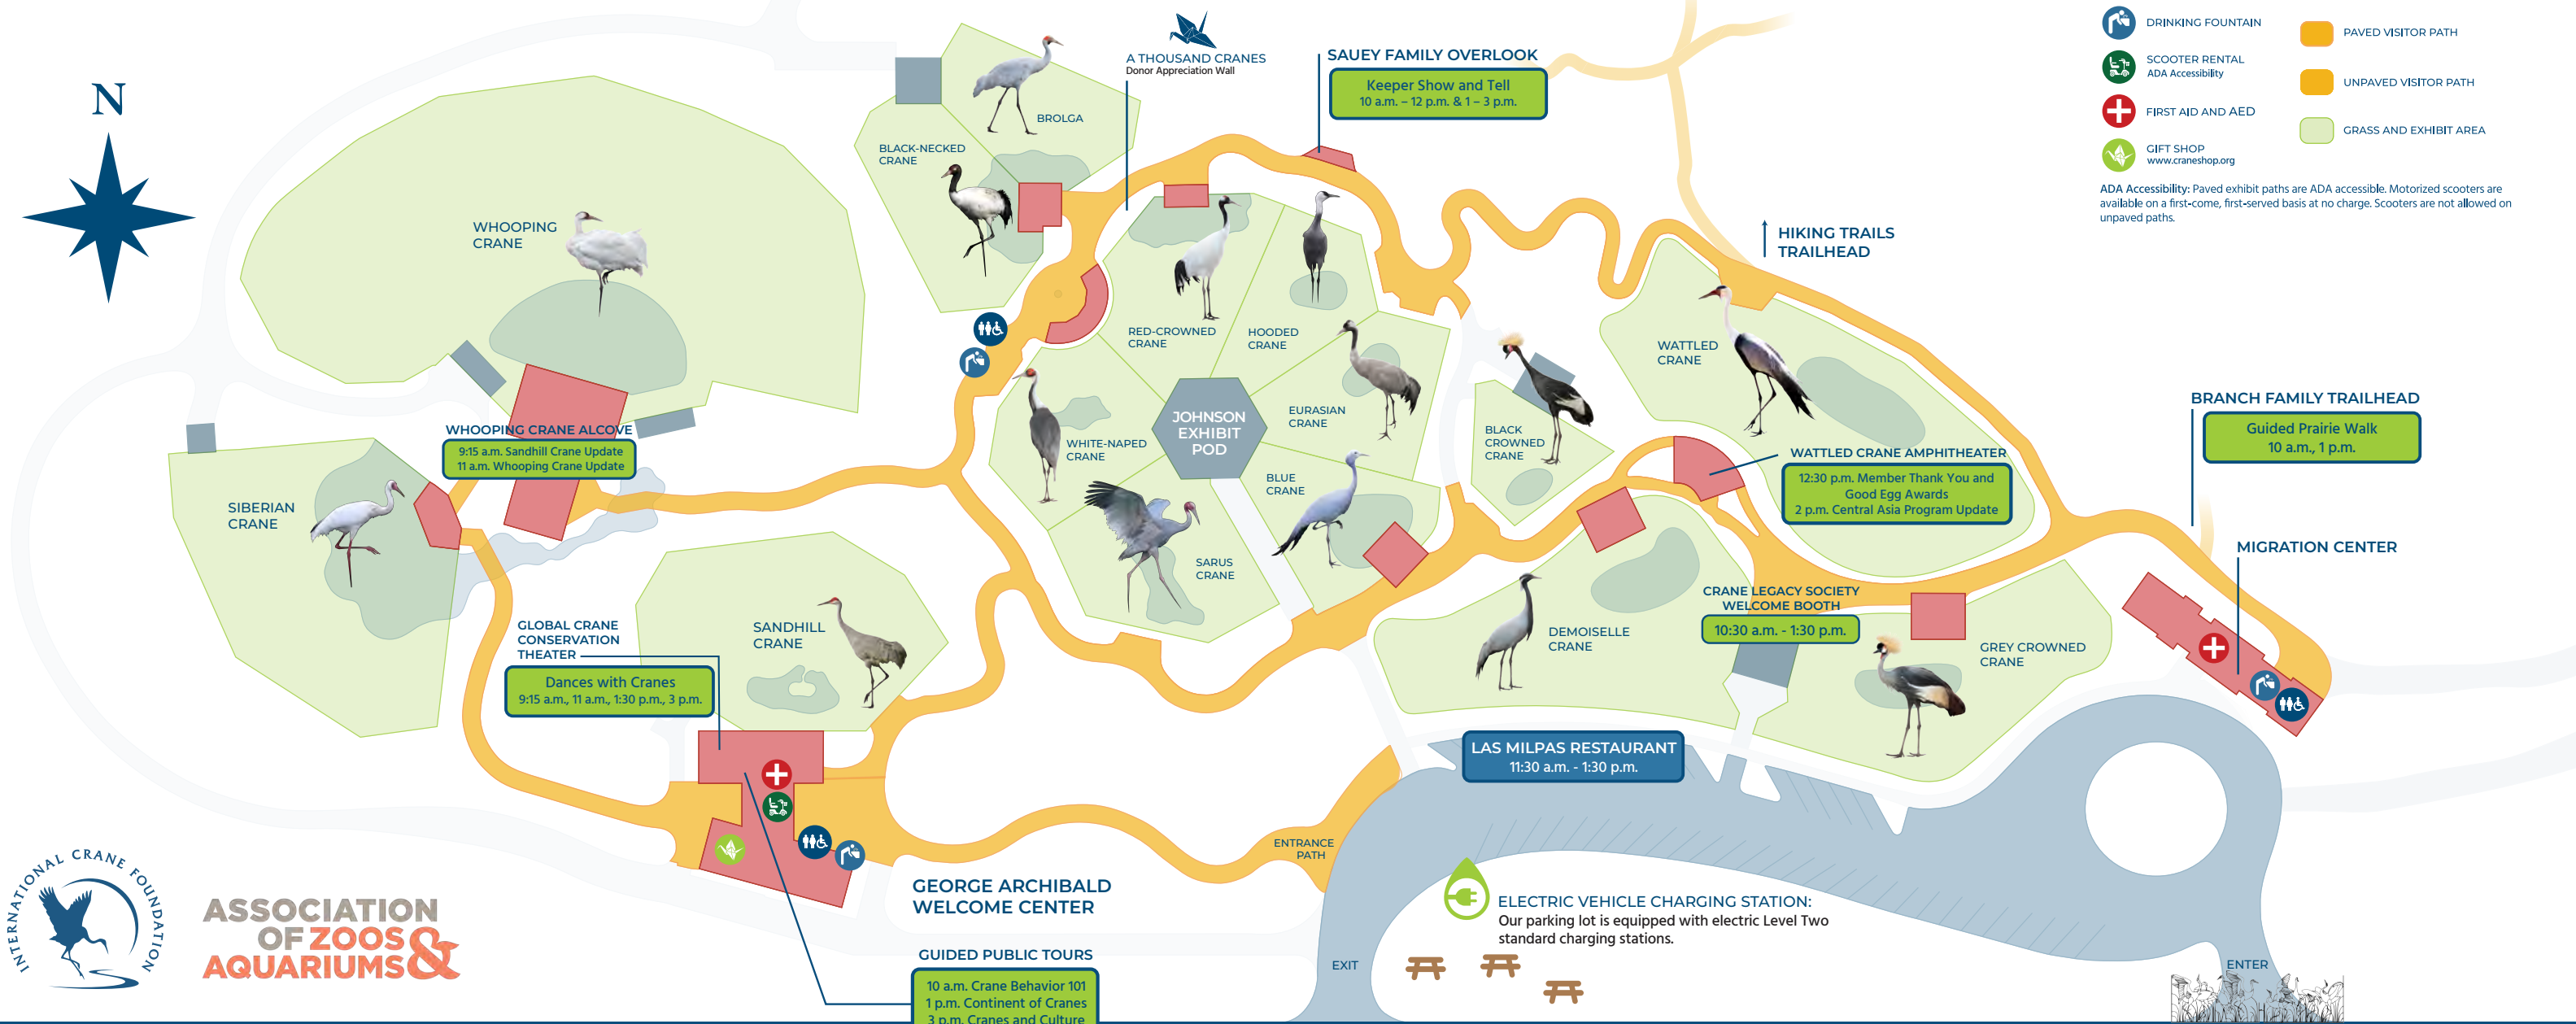 N
A THOUSAND CRANES
Donor Appreciation Wall
SAUEY FAMILY OVERLOOK
Keeper Show and Tell
10 a.m. – 12 p.m. & 1 – 3 p.m.
DRINKING FOUNTAIN
SCOOTER RENTAL
ADA Accessibility
FIRST AID AND AED
GIFT SHOP
www.craneshop.org
PAVED VISITOR PATH
UNPAVED VISITOR PATH
GRASS AND EXHIBIT AREA
ADA Accessibility: Paved exhibit paths are ADA accessible. Motorized scooters are
available on a first-come, first-served basis at no charge. Scooters are not allowed on
unpaved paths.
BROLGA
BLACK-NECKED
CRANE
WHOOPING
CRANE
HIKING TRAILS
TRAILHEAD
RED-CROWNED
CRANE
HOODED
CRANE
WATTLED
CRANE
EURASIAN
CRANE
JOHNSON
EXHIBIT
POD
WHITE-NAPED
CRANE
BLACK
CROWNED
CRANE
BLUE
CRANE
SARUS
CRANE
BRANCH FAMILY TRAILHEAD
Guided Prairie Walk
10 a.m., 1 p.m.
WHOOPING CRANE ALCOVE
9:15 a.m. Sandhill Crane Update
11 a.m. Whooping Crane Update
WATTLED CRANE AMPHITHEATER
12:30 p.m. Member Thank You and
Good Egg Awards
2 p.m. Central Asia Program Update
SIBERIAN
CRANE
MIGRATION CENTER
CRANE LEGACY SOCIETY
WELCOME BOOTH
10:30 a.m. - 1:30 p.m.
GLOBAL CRANE
CONSERVATION
THEATER
Dances with Cranes
9:15 a.m., 11 a.m., 1:30 p.m., 3 p.m.
SANDHILL
CRANE
DEMOISELLE
CRANE
GREY CROWNED
CRANE
LAS MILPAS RESTAURANT
11:30 a.m. - 1:30 p.m.
ENTRANCE
PATH
GEORGE ARCHIBALD
WELCOME CENTER
ELECTRIC VEHICLE CHARGING STATION:
Our parking lot is equipped with electric Level Two
standard charging stations.
INTERNATIONAL CRANE FOUNDATION
ASSOCIATION
OF ZOOS &
AQUARIUMS
GUIDED PUBLIC TOURS
10 a.m. Crane Behavior 101
1 p.m. Continent of Cranes
3 p.m. Cranes and Culture
EXIT
ENTER